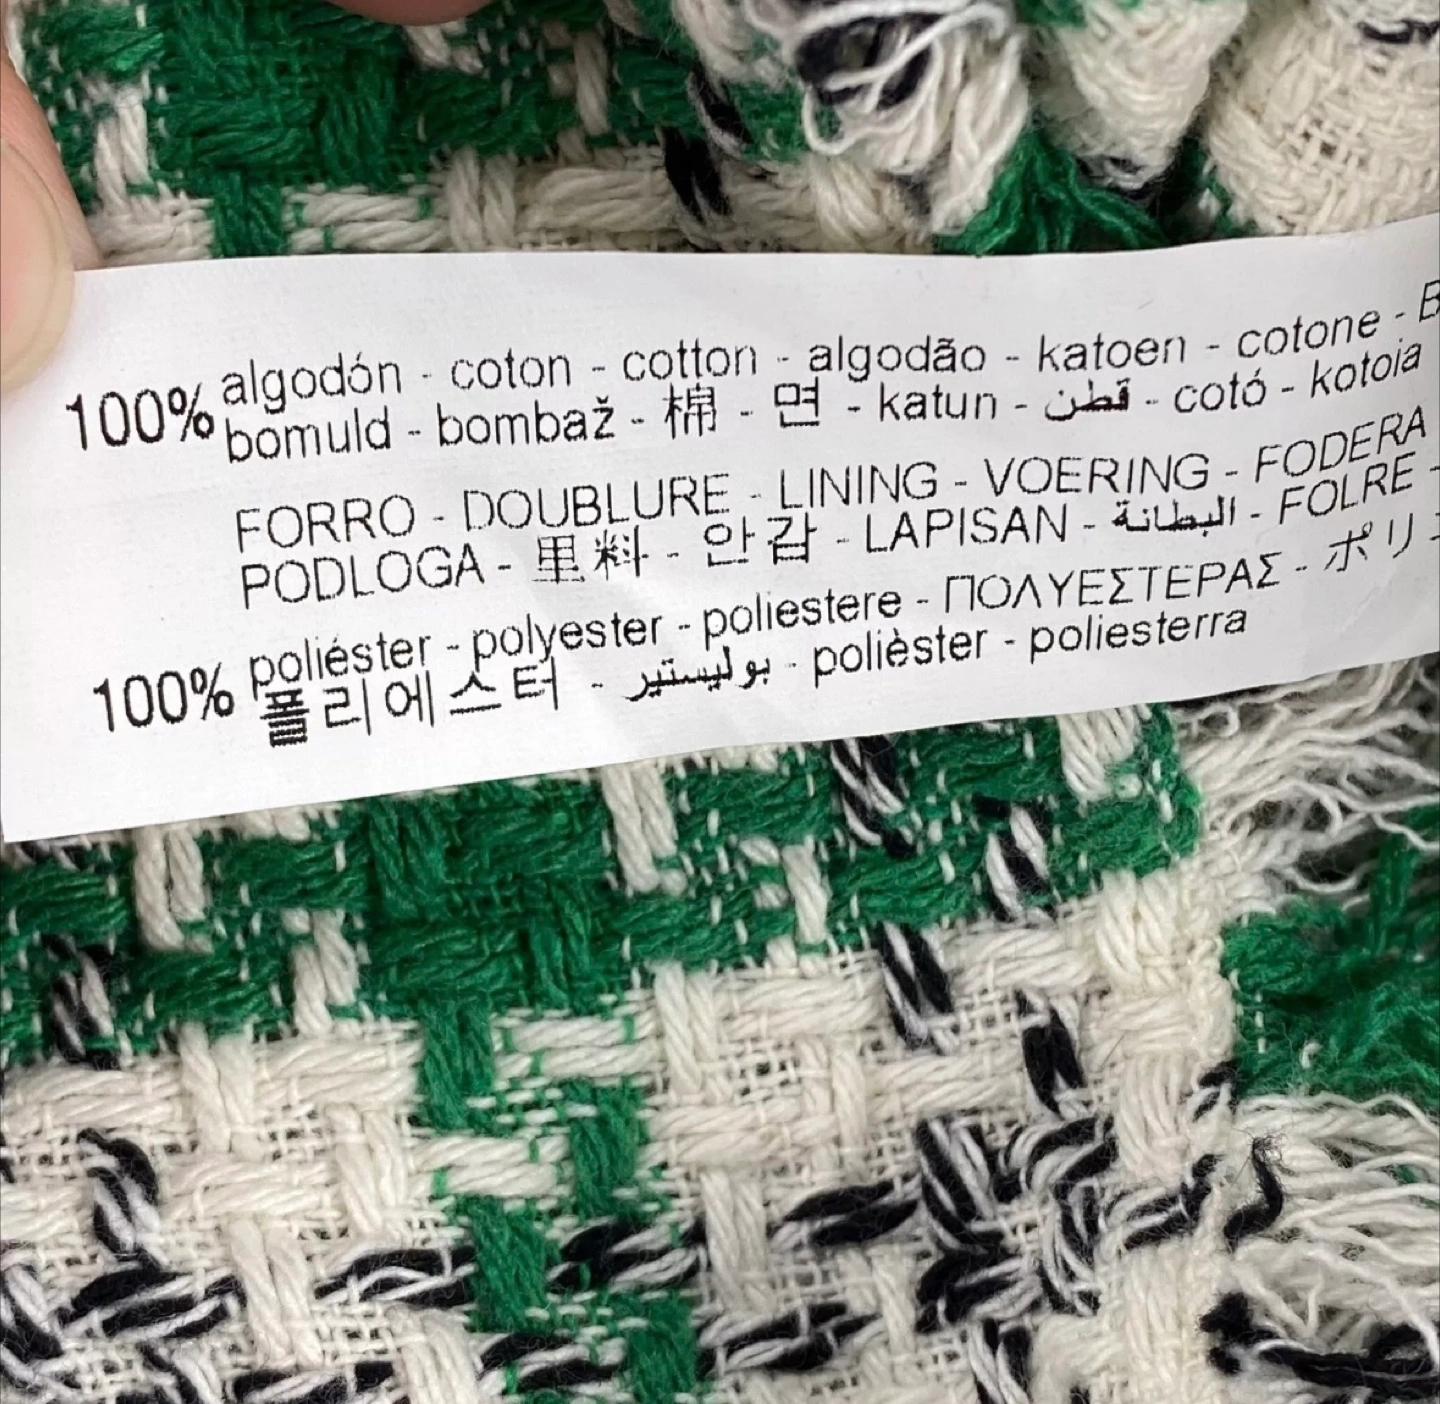 100% algodón - coton - cotton - algodão - katoen - cotone -
bomuld - bombaž - 棉 - 면 - katun - قطن - cotó - kotoia
FORRO - DOUBLURE - LINING - VOERING - FODERA
PODLOGA - 里料 - 안감 - LAPISAN - البطانة - FOLRE -
100% poliéster - polyester - poliestere - ΠΟΛΥΕΣΤΕΡΑΣ - ポリ
폴리에스터 - بوليستير - polièster - poliesterra